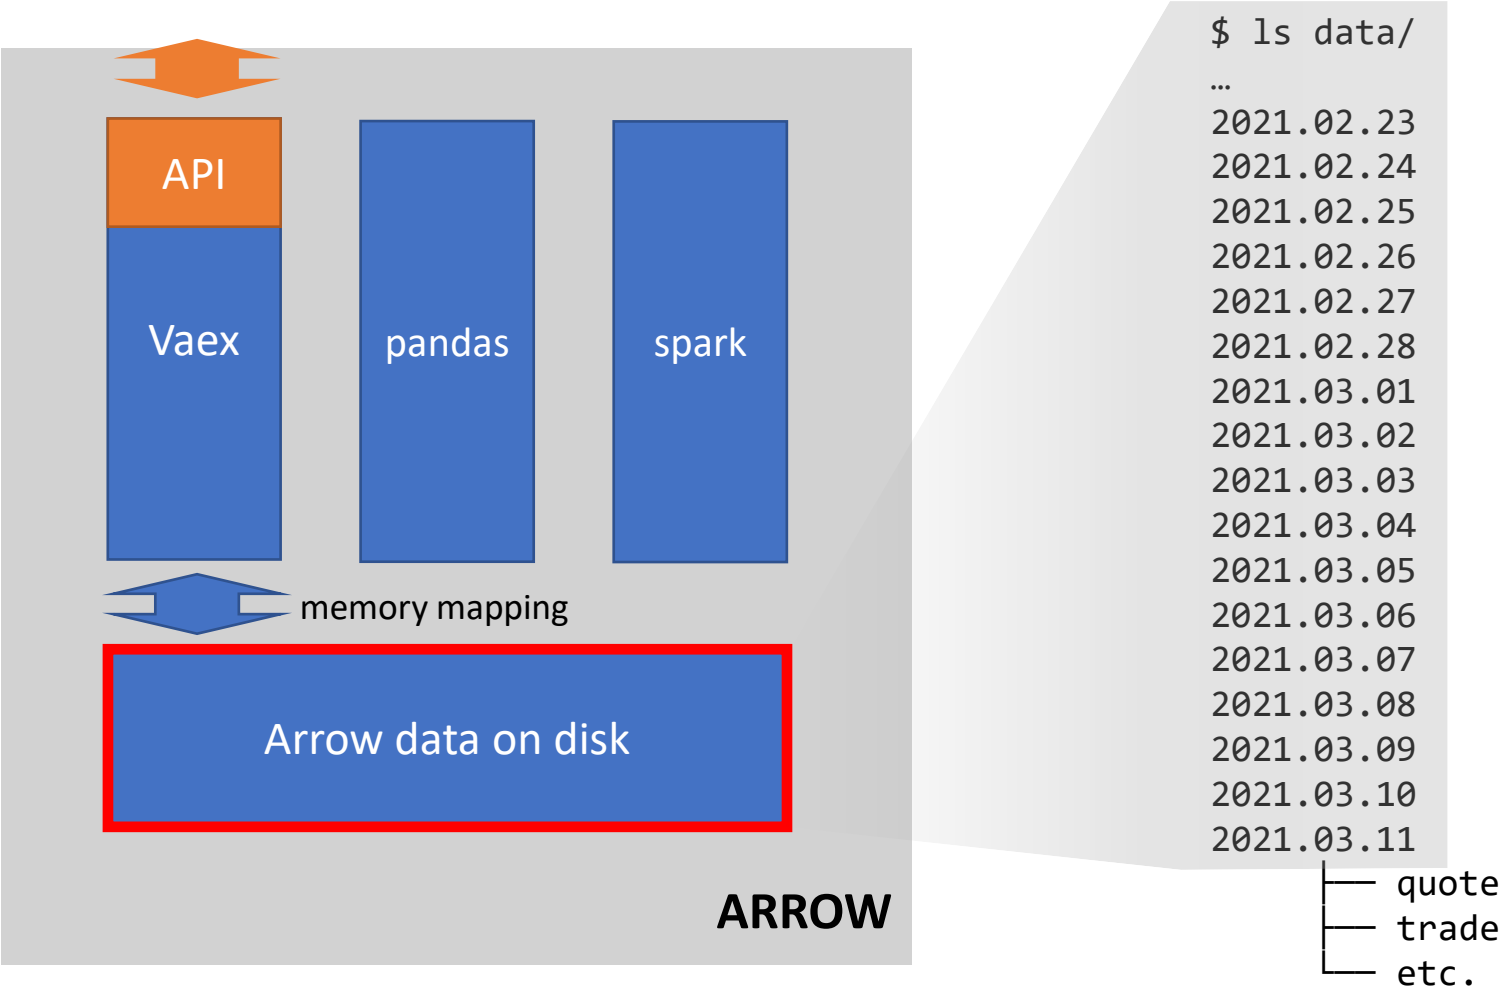 API
Vaex
pandas
spark
memory mapping
Arrow data on disk
ARROW
$ ls data/
…
2021.02.23
2021.02.24
2021.02.25
2021.02.26
2021.02.27
2021.02.28
2021.03.01
2021.03.02
2021.03.03
2021.03.04
2021.03.05
2021.03.06
2021.03.07
2021.03.08
2021.03.09
2021.03.10
2021.03.11
├── quote
├── trade
└── etc.